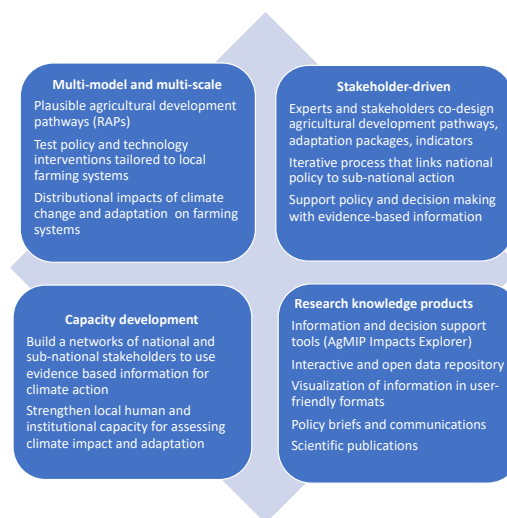 Multi-model and multi-scale
Plausible agricultural development
pathways (RAPs)
Test policy and technology
interventions tailored to local
farming systems
Distributional impacts of climate
change and adaptation on farming
systems
Stakeholder-driven
Experts and stakeholders co-design
agricultural development pathways,
adaptation packages, indicators
Iterative process that links national
policy to sub-national action
Support policy and decision making
with evidence-based information
Capacity development
Build a networks of national and
sub-national stakeholders to use
evidence based information for
climate action
Strengthen local human and
institutional capacity for assessing
climate impact and adaptation
Research knowledge products
Information and decision support
tools (AgMIP Impacts Explorer)
Interactive and open data repository
Visualization of information in user-
friendly formats
Policy briefs and communications
Scientific publications